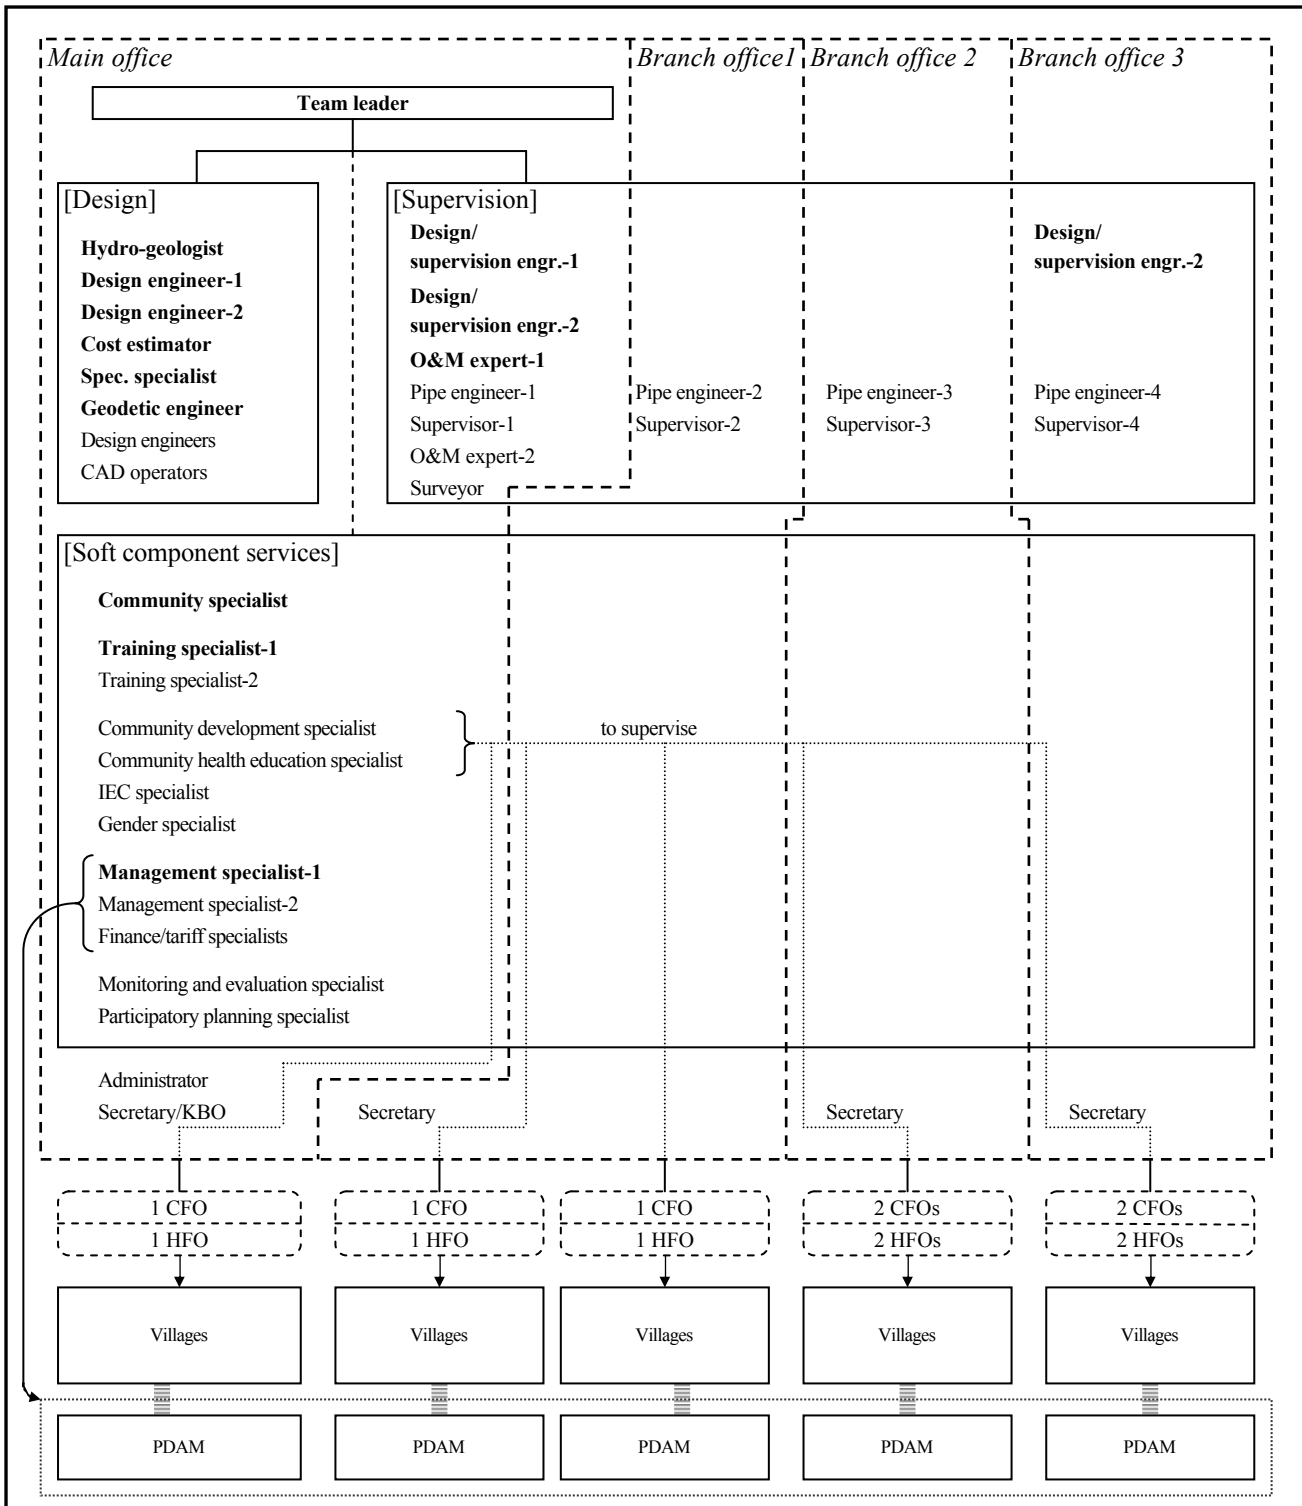 Main office
Branch office1
Branch office 2
Branch office 3
Team leader
[Design]
Hydro-geologist
Design engineer-1
Design engineer-2
Cost estimator
Spec. specialist
Geodetic engineer
Design engineers
CAD operators
[Supervision]
Design/
supervision engr.-1
Design/
supervision engr.-2
O&M expert-1
Pipe engineer-1
Supervisor-1
O&M expert-2
Surveyor
Pipe engineer-2
Supervisor-2
Pipe engineer-3
Supervisor-3
Design/
supervision engr.-2
Pipe engineer-4
Supervisor-4
[Soft component services]
Community specialist
Training specialist-1
Training specialist-2
Community development specialist
Community health education specialist
to supervise
IEC specialist
Gender specialist
Management specialist-1
Management specialist-2
Finance/tariff specialists
Monitoring and evaluation specialist
Participatory planning specialist
Administrator
Secretary/KBO
Secretary
Secretary
Secretary
1 CFO
1 CFO
1 CFO
2 CFOs
2 CFOs
1 HFO
1 HFO
1 HFO
2 HFOs
2 HFOs
Villages
Villages
Villages
Villages
Villages
PDAM
PDAM
PDAM
PDAM
PDAM